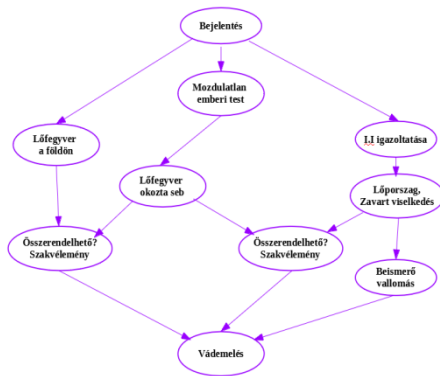 Bejelentés
Mozdulatlan
emberi test
Lőfegyver
a földön
I.I igazoltatása
Lőfegyver
okozta seb
Lőporszag,
Zavart viselkedés
Összerendelhető?
Szakvélemény
Összerendelhető?
Szakvélemény
Beismerő
vallomás
Vádemelés